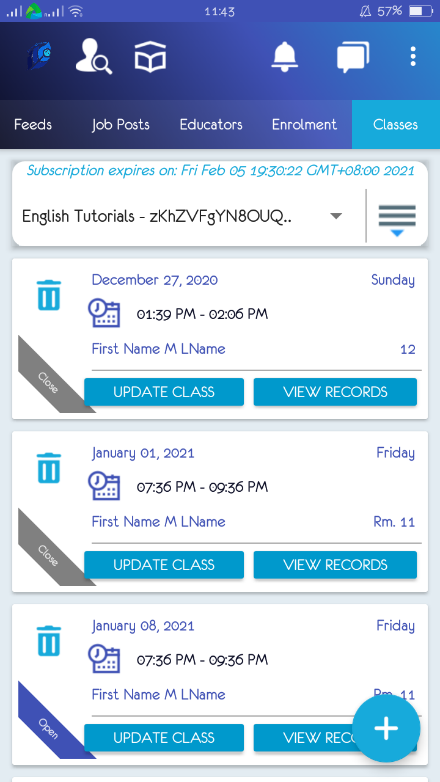 11:43 57%
Feeds Job Posts Educators Enrolment Classes
Subscription expires on: Fri Feb 05 19:30:22 GMT+08:00 2021
English Tutorials - zKhZVFgYN8OUQ..
December 27, 2020 Sunday
01:39 PM - 02:06 PM
First Name M LName 12
Close
UPDATE CLASS VIEW RECORDS
January 01, 2021 Friday
07:36 PM - 09:36 PM
First Name M LName Rm. 11
Close
UPDATE CLASS VIEW RECORDS
January 08, 2021 Friday
07:36 PM - 09:36 PM
First Name M LName Rm. 11
Open
UPDATE CLASS VIEW